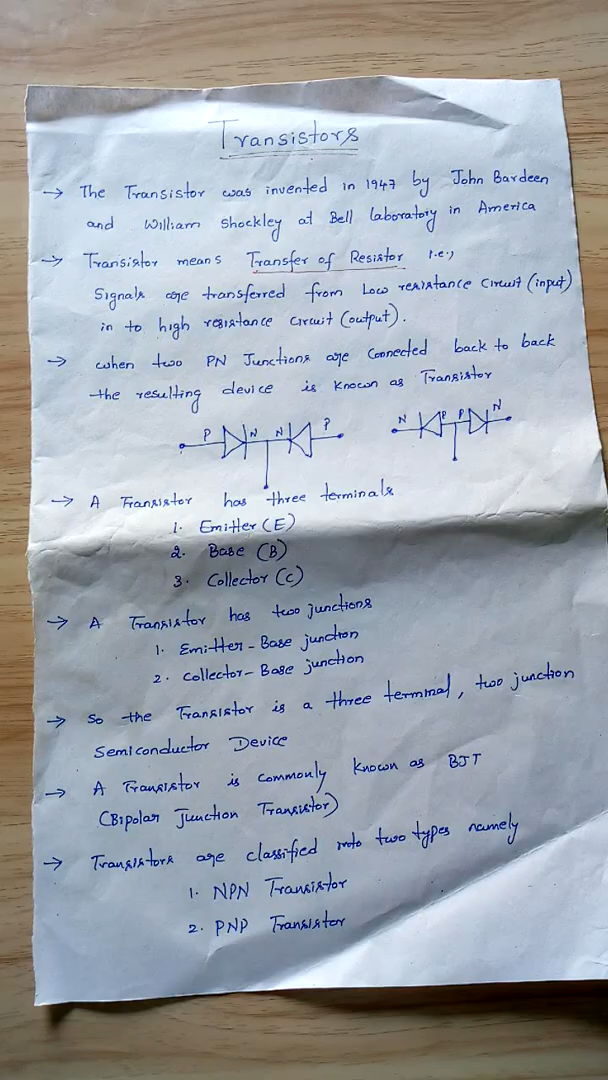 Transistors
→ The Transistor was invented in 1947 by John Bardeen
and William Shockley at Bell laboratory in America
→ Transistor means Transfer of Resistor i.e.,
Signals are transferred from Low resistance circuit (input)
in to high resistance circuit (output).
→ when two PN Junctions are Connected back to back
the resulting device is known as Transistor
P N N P N P P N
→ A Transistor has three terminals
1. Emitter (E)
2. Base (B)
3. Collector (C)
→ A Transistor has two junctions
1. Emitter - Base junction
2. Collector - Base junction
→ So the Transistor is a three terminal, two junction
Semiconductor Device
→ A Transistor is commonly known as BJT
(Bipolar Junction Transistor)
→ Transistors are classified into two types namely
1. NPN Transistor
2. PNP Transistor